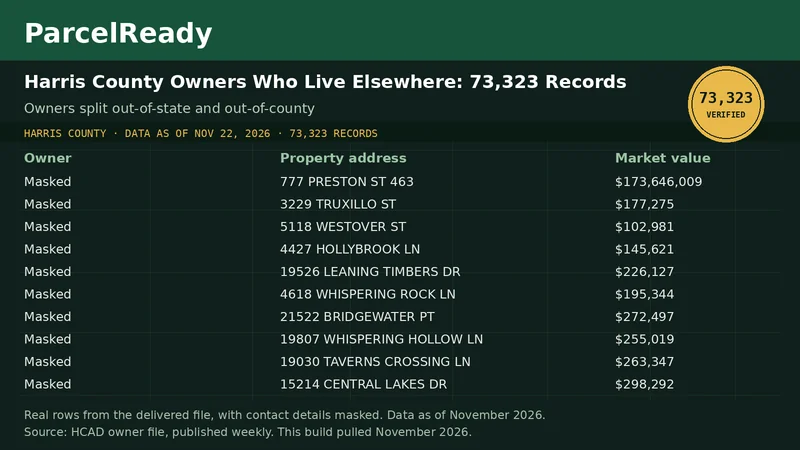 ParcelReady
Harris County Owners Who Live Elsewhere: 73,323 Records
Owners split out-of-state and out-of-county
73,323
VERIFIED
HARRIS COUNTY · DATA AS OF NOV 22, 2026 · 73,323 RECORDS
Owner Property address Market value
Masked 777 PRESTON ST 463 $173,646,009
Masked 3229 TRUXILLO ST $177,275
Masked 5118 WESTOVER ST $102,981
Masked 4427 HOLLYBROOK LN $145,621
Masked 19526 LEANING TIMBERS DR $226,127
Masked 4618 WHISPERING ROCK LN $195,344
Masked 21522 BRIDGEWATER PT $272,497
Masked 19807 WHISPERING HOLLOW LN $255,019
Masked 19030 TAVERNS CROSSING LN $263,347
Masked 15214 CENTRAL LAKES DR $298,292
Real rows from the delivered file, with contact details masked. Data as of November 2026.
Source: HCAD owner file, published weekly. This build pulled November 2026.